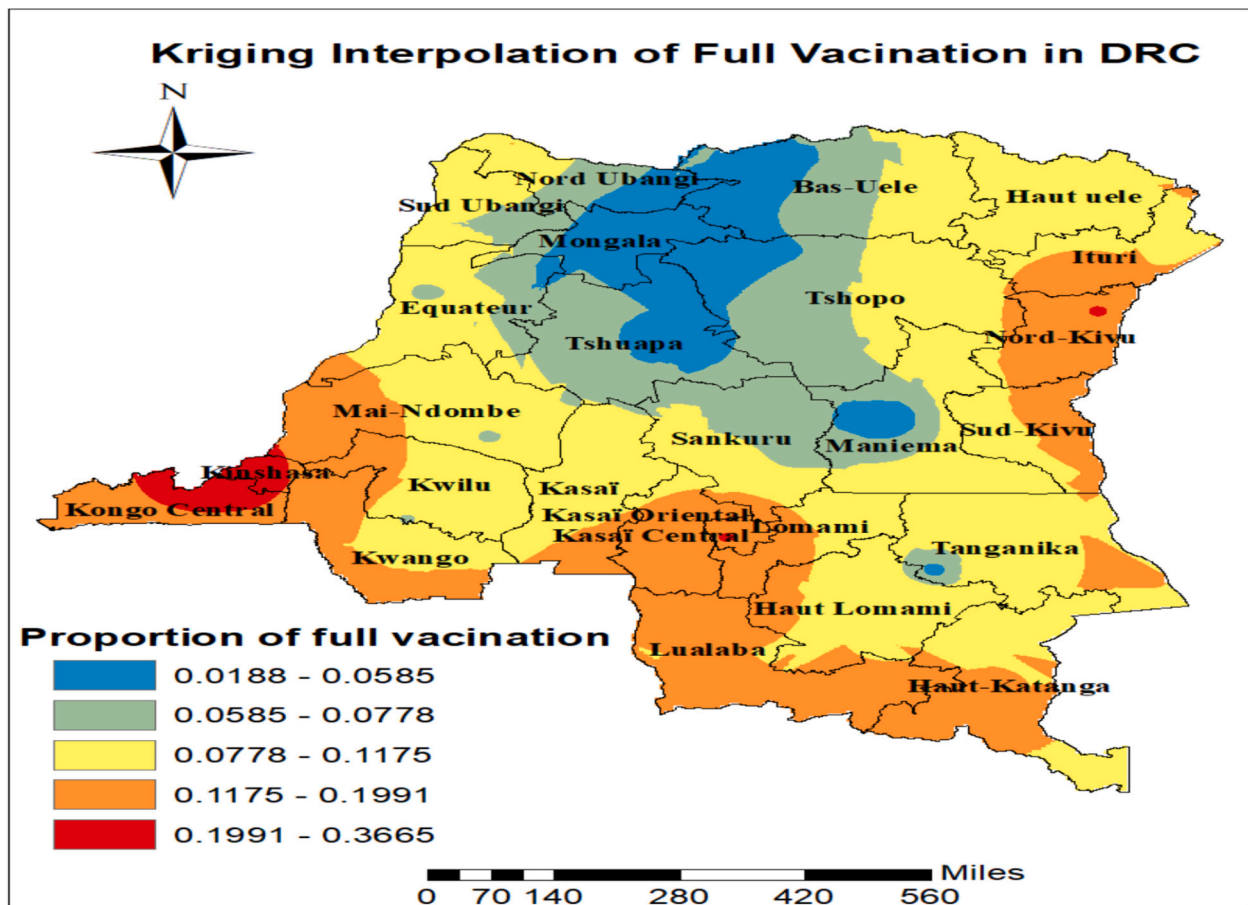 Kriging Interpolation of Full Vacination in DRC
N
Nord Ubangi
Bas-Uele
Haut uele
Sud Ubangi
Mongala
Ituri
Equateur
Tshopo
Tshuapa
Nord-Kivu
Mai-Ndombe
Sankuru
Maniema
Sud-Kivu
Kinshasa
Kwilu
Kasaï
Kongo Central
Kasaï Oriental
Lomami
Kasaï Central
Kwango
Tanganika
Haut Lomami
Lualaba
Haut-Katanga
Proportion of full vacination
0.0188 - 0.0585
0.0585 - 0.0778
0.0778 - 0.1175
0.1175 - 0.1991
0.1991 - 0.3665
Miles
0 70 140 280 420 560